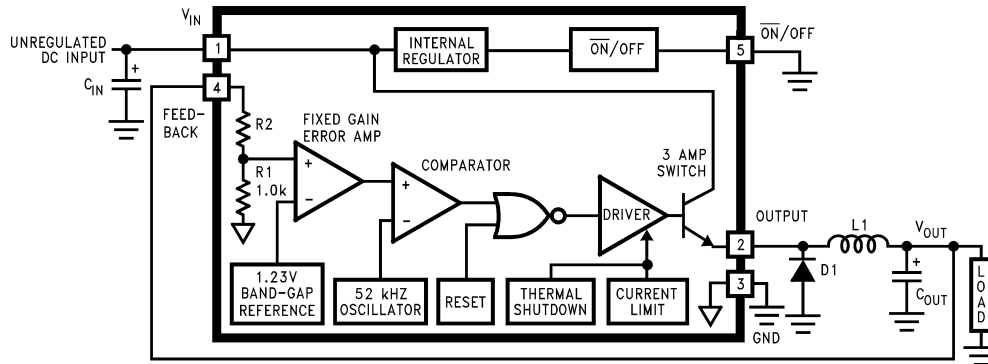 VIN
UNREGULATED
DC INPUT
+
CIN
1
4
FEED-
BACK
INTERNAL
REGULATOR
ON/OFF
5
ON/OFF
R2
R1
1.0k
FIXED GAIN
ERROR AMP
+
−
COMPARATOR
+
−
3 AMP
SWITCH
DRIVER
1.23V
BAND-GAP
REFERENCE
52 kHZ
OSCILLATOR
RESET
THERMAL
SHUTDOWN
CURRENT
LIMIT
OUTPUT
2
3
GND
D1
L1
VOUT
+
COUT
LOAD